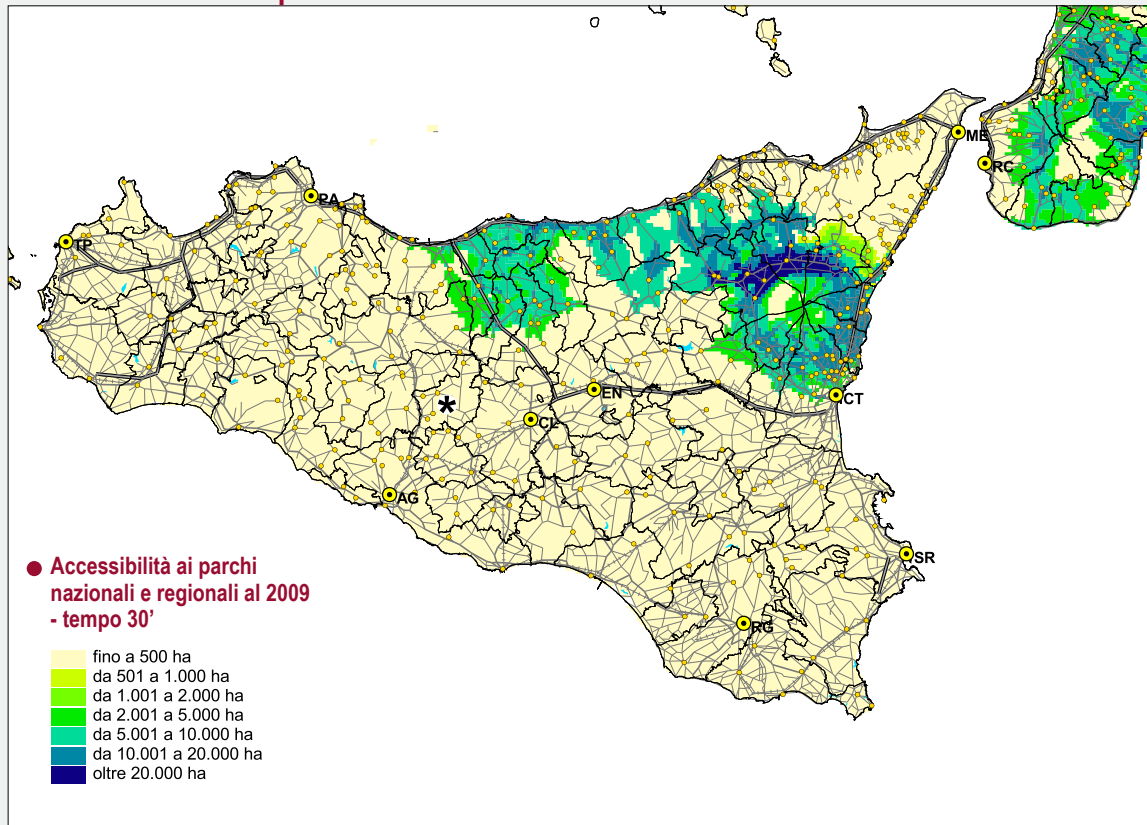 ME
RC
PA
TP
EN
CT
*
CL
AG
SR
RG
Accessibilità ai parchi
nazionali e regionali al 2009
- tempo 30’
fino a 500 ha
da 501 a 1.000 ha
da 1.001 a 2.000 ha
da 2.001 a 5.000 ha
da 5.001 a 10.000 ha
da 10.001 a 20.000 ha
oltre 20.000 ha